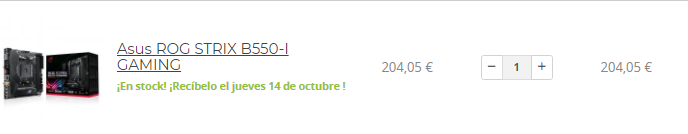 Asus ROG STRIX B550-I
GAMING
¡En stock! ¡Recíbelo el jueves 14 de octubre !
204,05 €
− 1 +
204,05 €